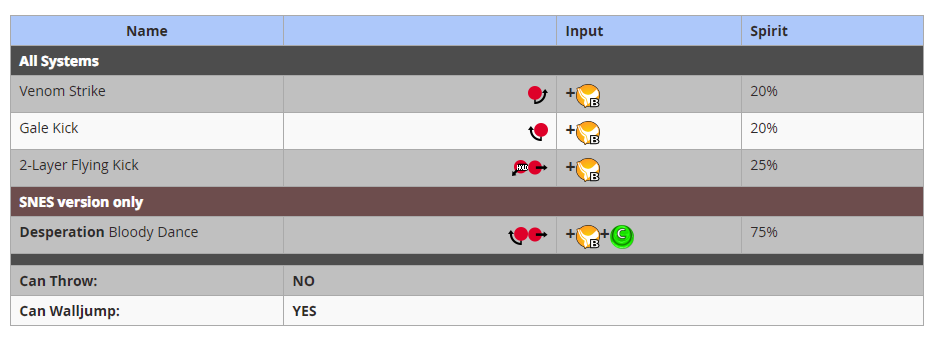 Name Input Spirit
All Systems
Venom Strike +B 20%
Gale Kick +B 20%
2-Layer Flying Kick HOLD +B 25%
SNES version only
Desperation Bloody Dance +B+C 75%
Can Throw: NO
Can Walljump: YES